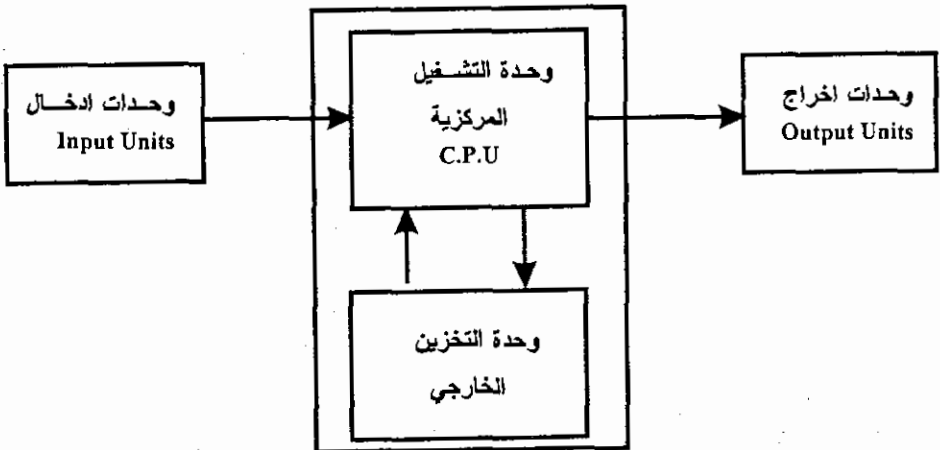 وحدات ادخال
Input Units
وحدة التشغيل
المركزية
C.P.U
وحدات اخراج
Output Units
وحدة التخزين
الخارجي